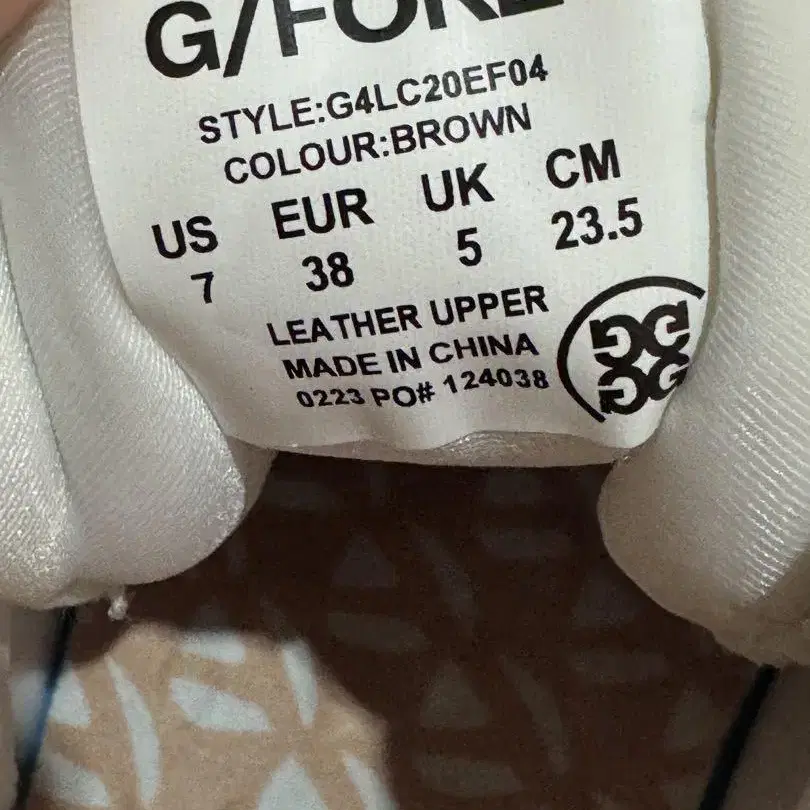 G/FORE
STYLE:G4LC20EF04
COLOUR:BROWN
US EUR UK CM
7 38 5 23.5
LEATHER UPPER
MADE IN CHINA
0223 PO# 124038